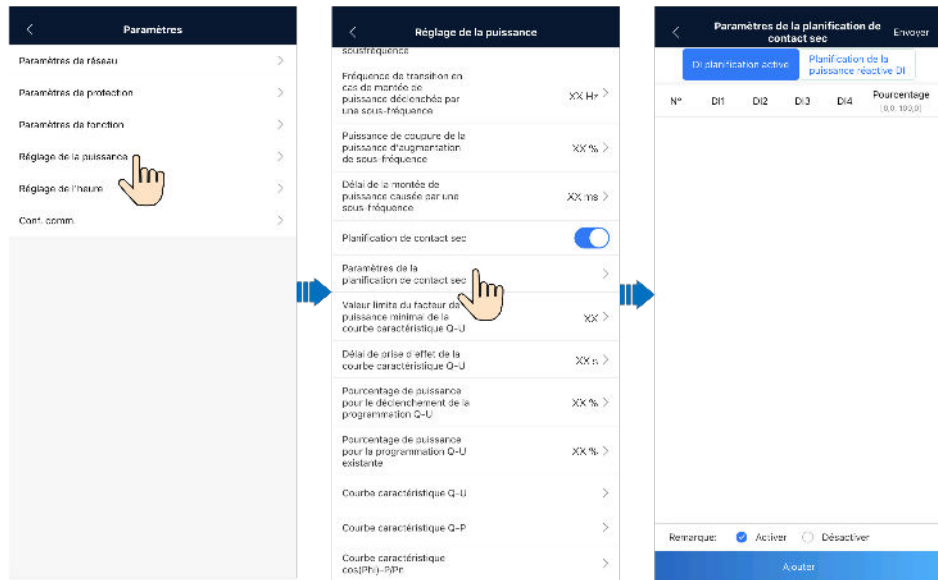 Paramètres
Paramètres de réseau
Paramètres de protection
Paramètres de fonction
Réglage de la puissance
Réglage de l'heure
Conf. comm.
Réglage de la puissance
sousfréquence
Fréquence de transition en
cas de montée de
puissance déclenchée par
une sous-fréquence
XX Hz
Puissance de coupure de la
puissance d'augmentation
de sous-fréquence
XX %
Délai de la montée de
puissance causée par une
sous-fréquence
XX ms
Planification de contact sec
Paramètres de la
planification de contact sec
Valeur limite du facteur de
puissance minimal de la
courbe caractéristique Q-U
XX
Délai de prise d'effet de la
courbe caractéristique Q-U
XX s
Pourcentage de puissance
pour le déclenchement de la
programmation Q-U
XX %
Pourcentage de puissance
pour la programmation Q-U
existante
XX %
Courbe caractéristique Q-U
Courbe caractéristique Q-P
Courbe caractéristique
cos(Phi)-P/Pn
Paramètres de la planification de
contact sec
Envoyer
DI planification active
Planification de la
puissance réactive DI
N° DI1 DI2 DI3 DI4 Pourcentage
[0,0, 100,0]
Remarque: Activer Désactiver
Ajouter